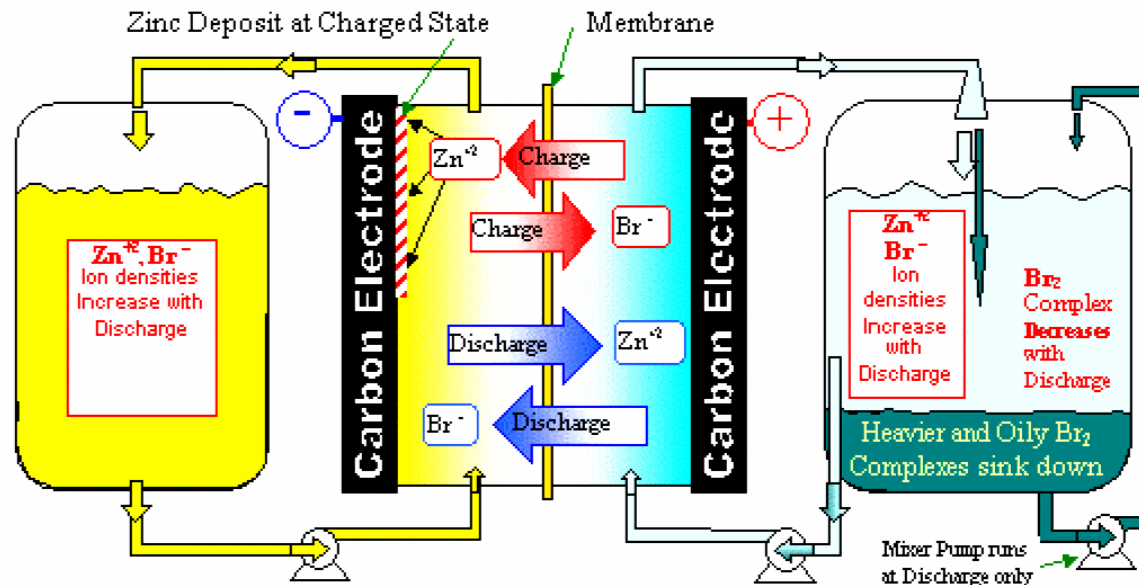 Zinc Deposit at Charged State
Membrane
-
+
Carbon Electrode
Carbon Electrode
Zn+2
Charge
Charge
Br -
Discharge
Zn+2
Br -
Discharge
Zn+2, Br -
Ion densities
Increase with
Discharge
Zn+2
Br -
Ion
densities
Increase
with
Discharge
Br2
Complex
Decreases
with
Discharge
Heavier and Oily Br2
Complexes sink down
Mixer Pump runs
at Discharge only